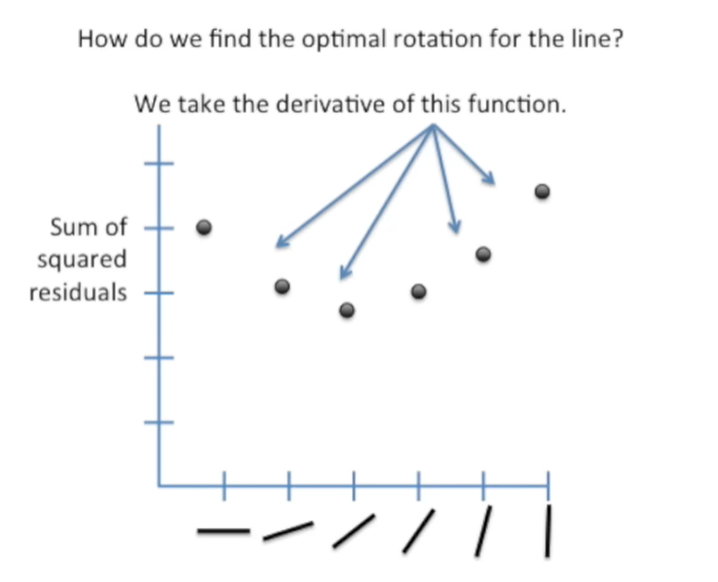 How do we find the optimal rotation for the line?
We take the derivative of this function.
Sum of
squared
residuals